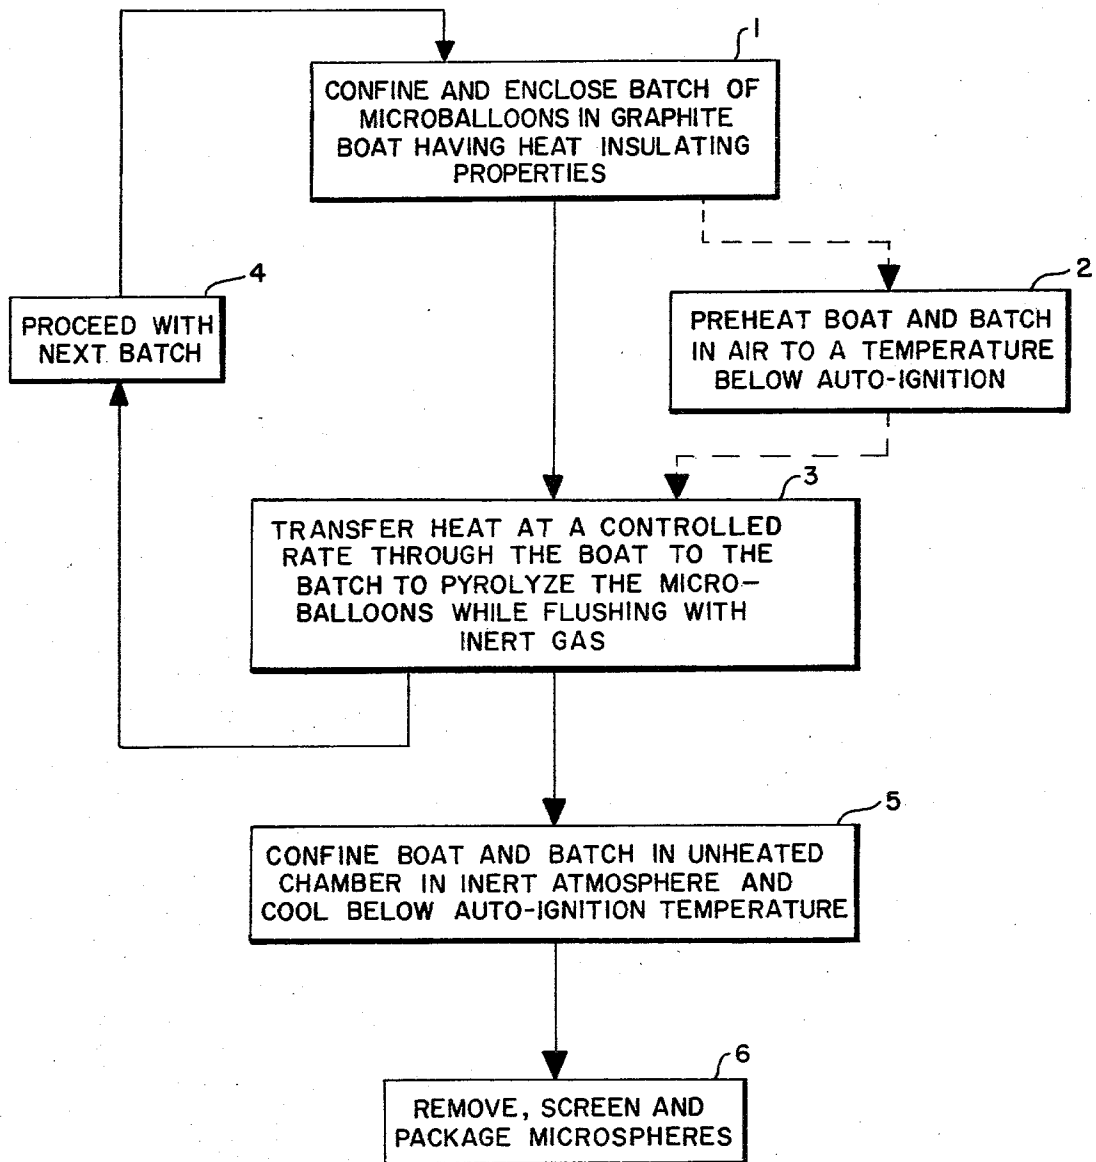 1
CONFINE AND ENCLOSE BATCH OF
MICROBALLOONS IN GRAPHITE
BOAT HAVING HEAT INSULATING
PROPERTIES
4
PROCEED WITH
NEXT BATCH
2
PREHEAT BOAT AND BATCH
IN AIR TO A TEMPERATURE
BELOW AUTO-IGNITION
3
TRANSFER HEAT AT A CONTROLLED
RATE THROUGH THE BOAT TO THE
BATCH TO PYROLYZE THE MICRO-
BALLOONS WHILE FLUSHING WITH
INERT GAS
5
CONFINE BOAT AND BATCH IN UNHEATED
CHAMBER IN INERT ATMOSPHERE AND
COOL BELOW AUTO-IGNITION TEMPERATURE
6
REMOVE, SCREEN AND
PACKAGE MICROSPHERES